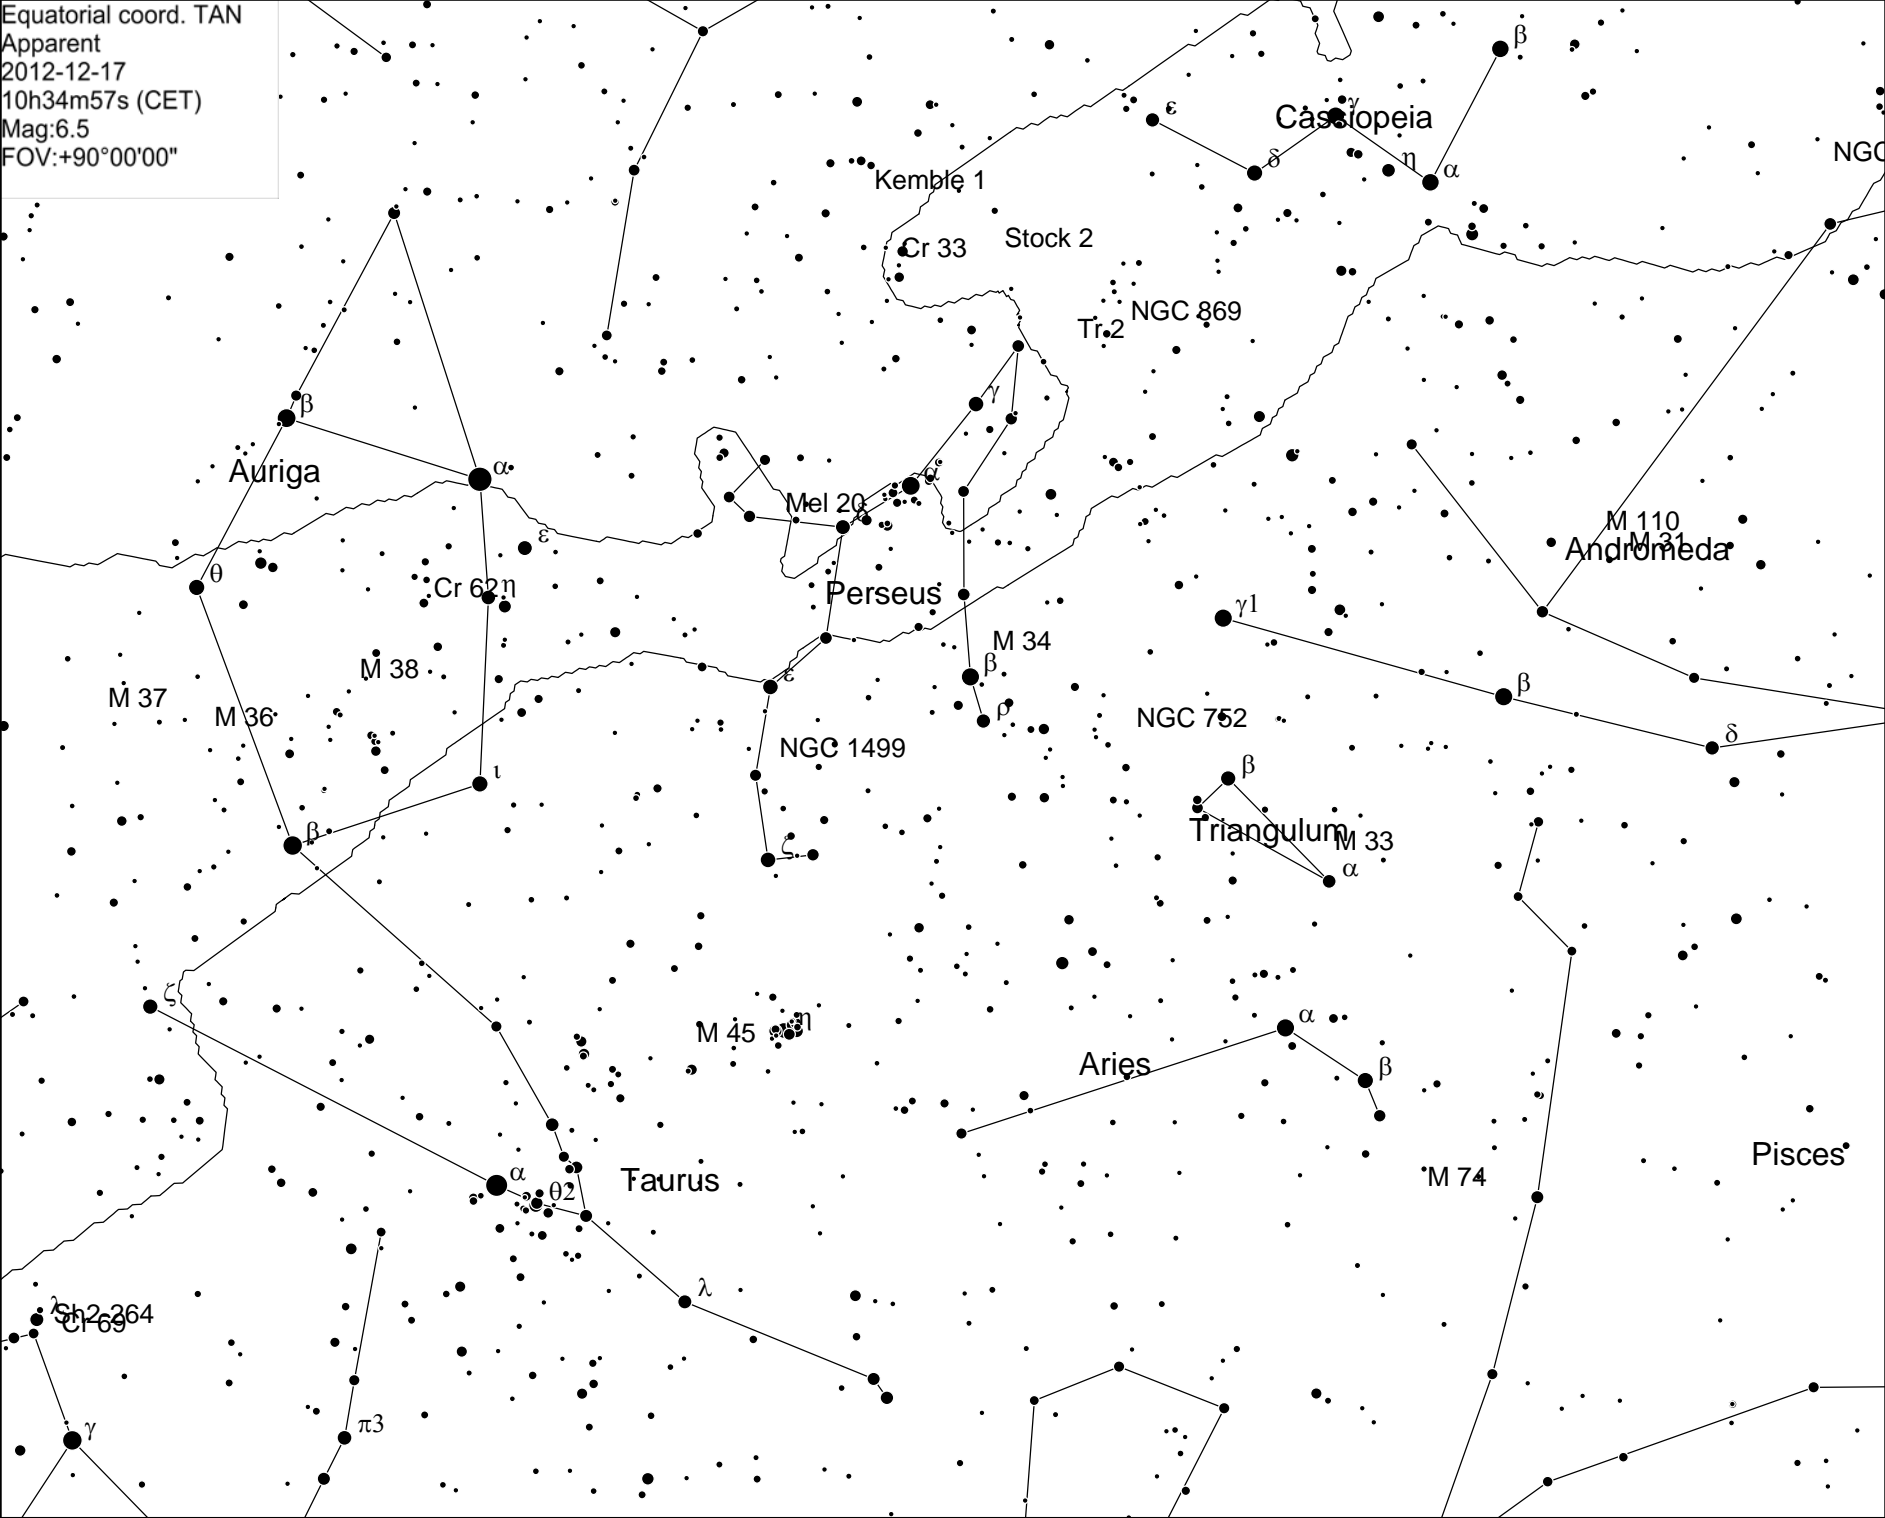 Equatorial coord. TAN
Apparent
2012-12-17
10h34m57s (CET)
Mag:6.5
FOV:+90°00'00"
β
ε
γ
Cassiopeia
δ
η
α
NGC
Kemble 1
Cr 33
Stock 2
NGC 869
Tr 2
γ
β
α
Auriga
α
Mel 20
δ
M 110
M 31
Andromeda
ε
θ
Cr 62
η
Perseus
γ1
M 34
M 38
β
ε
β
M 37
M 36
ρ
NGC 752
δ
NGC 1499
ι
β
β
ζ
Triangulum
M 33
α
ζ
α
η
M 45
Aries
β
Pisces
α
Taurus
M 74
θ2
λ
λ
Sh2-264
Cr 69
γ
π3